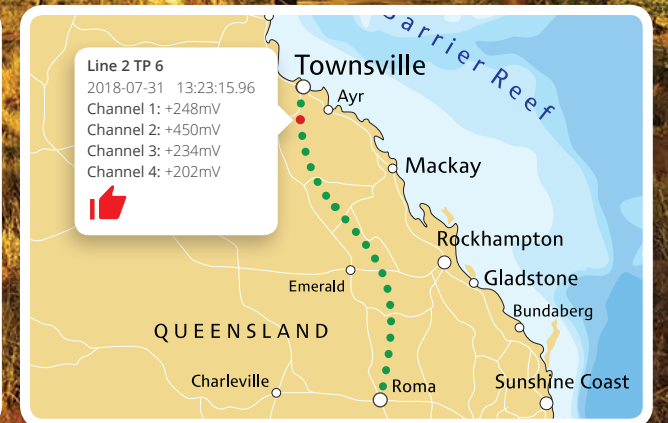 Barrier Reef
Line 2 TP 6
2018-07-31 13:23:15.96
Channel 1: +248mV
Channel 2: +450mV
Channel 3: +234mV
Channel 4: +202mV
Townsville
Ayr
Mackay
Rockhampton
Emerald
Gladstone
Bundaberg
QUEENSLAND
Charleville
Roma
Sunshine Coast